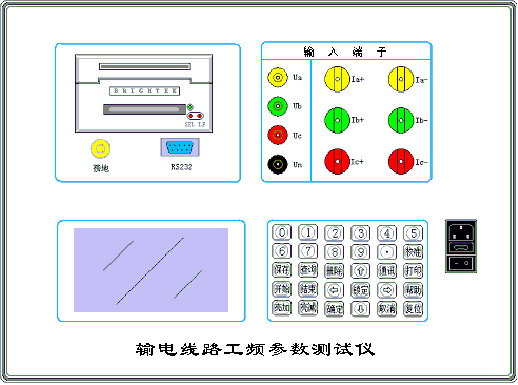 输 入 端 子
BRIGHTEK
SEL LF
接地
RS232
Ua
Ub
Uc
Un
Ia+ Ia-
Ib+ Ib-
Ic+ Ic-
0 1 2 3 4 5
6 7 8 9 · 校准
保存 查询 删除 ⇧ 通讯 打印
开始 结束 ⇦ 锁定 ⇨ 帮助
亮加 亮减 确定 ⇩ 取消 复位
输电线路工频参数测试仪